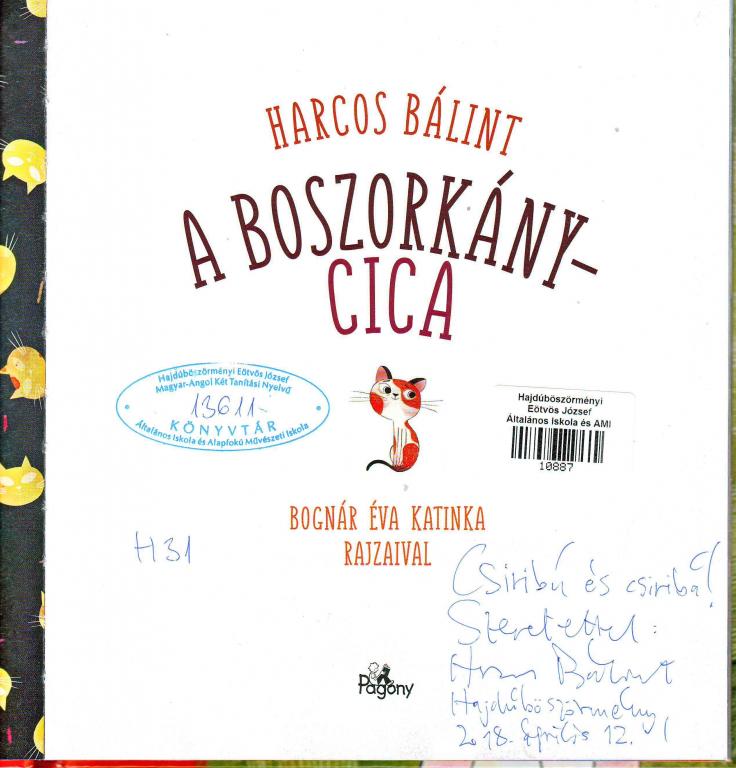 HARCOS BÁLINT
A BOSZORKÁNY-
CICA
Hajdúböszörményi Eötvös József
Magyar-Angol Két Tanítási Nyelvű
13611-
KÖNYVTÁR
Általános Iskola és Alapfokú Művészeti Iskola
Hajdúböszörményi
Eötvös József
Általános Iskola és AMI
10887
BOGNÁR ÉVA KATINKA
RAJZAIVAL
H31
Csiribú és csiribá!
Szeretettel:
Harcos Bálint
Hajdúböszörmény
2018. április 12.
Pagony